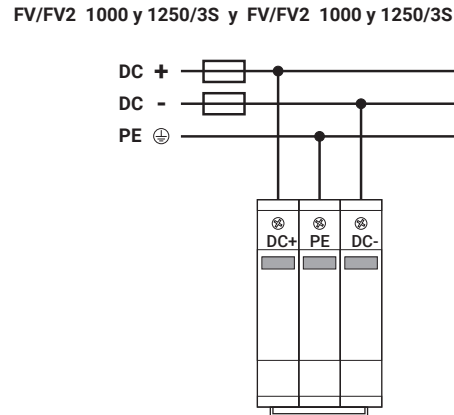 FV/FV2 1000 y 1250/3S y FV/FV2 1000 y 1250/3S
DC +
DC -
PE
DC+ PE DC-